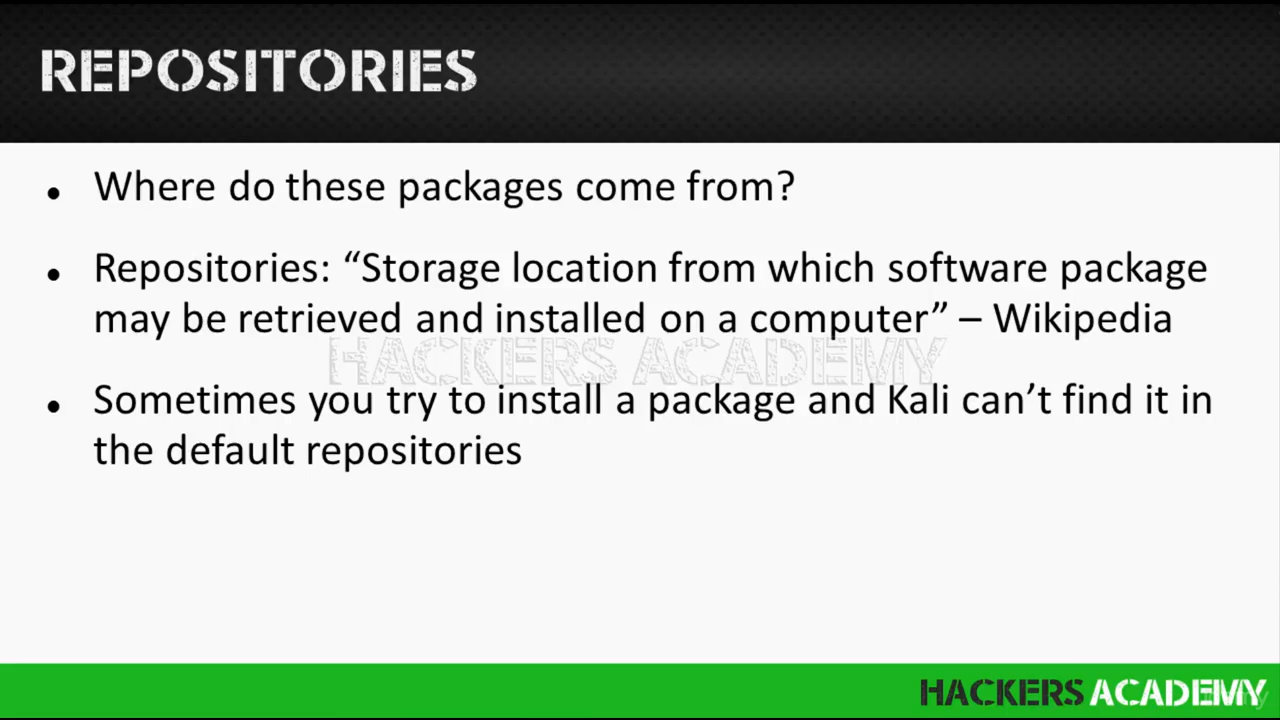 REPOSITORIES
• Where do these packages come from?
• Repositories: “Storage location from which software package
may be retrieved and installed on a computer” – Wikipedia
HACKERS ACADEMY
• Sometimes you try to install a package and Kali can’t find it in
the default repositories
HACKERS ACADEMY